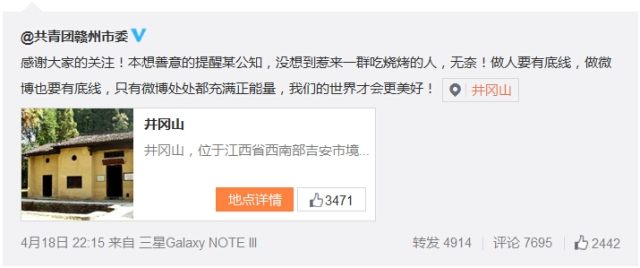 @共青团赣州市委
感谢大家的关注！本想善意的提醒某公知，没想到惹来一群吃烧烤的人，无奈！做人要有底线，做微
博也要有底线，只有微博处处都充满正能量，我们的世界才会更美好！ 井冈山
井冈山
井冈山，位于江西省西南部吉安市境...
地点详情 3471
4月18日 22:15 来自 三星Galaxy NOTE III 转发 4914 评论 7695 2442